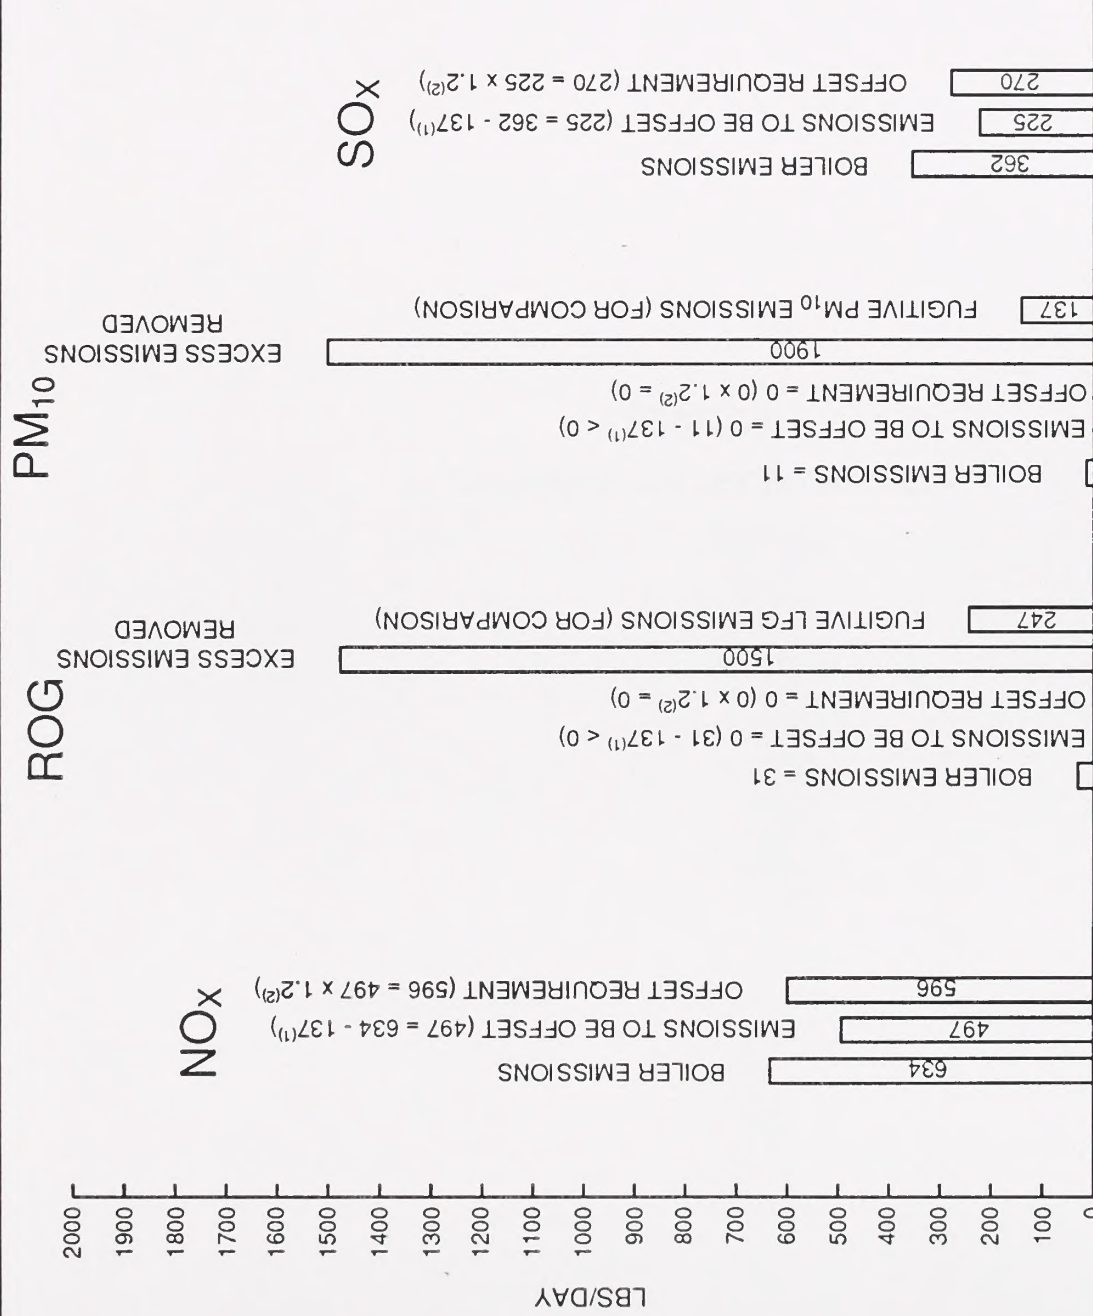 LBS/DAY
0
100
200
300
400
500
600
700
800
900
1000
1100
1200
1300
1400
1500
1600
1700
1800
1900
2000
NOX
634
BOILER EMISSIONS
497
EMISSIONS TO BE OFFSET (497 = 634 - 137(1))
596
OFFSET REQUIREMENT (596 = 497 x 1.2(2))
ROG
BOILER EMISSIONS = 31
EMISSIONS TO BE OFFSET = 0 (31 - 137(1) < 0)
OFFSET REQUIREMENT = 0 (0 x 1.2(2) = 0)
1500
EXCESS EMISSIONS
REMOVED
247
FUGITIVE LFG EMISSIONS (FOR COMPARISON)
PM10
BOILER EMISSIONS = 11
EMISSIONS TO BE OFFSET = 0 (11 - 137(1) < 0)
OFFSET REQUIREMENT = 0 (0 x 1.2(2) = 0)
1900
EXCESS EMISSIONS
REMOVED
137
FUGITIVE PM10 EMISSIONS (FOR COMPARISON)
SOX
362
BOILER EMISSIONS
225
EMISSIONS TO BE OFFSET (225 = 362 - 137(1))
270
OFFSET REQUIREMENT (270 = 225 x 1.2(2))